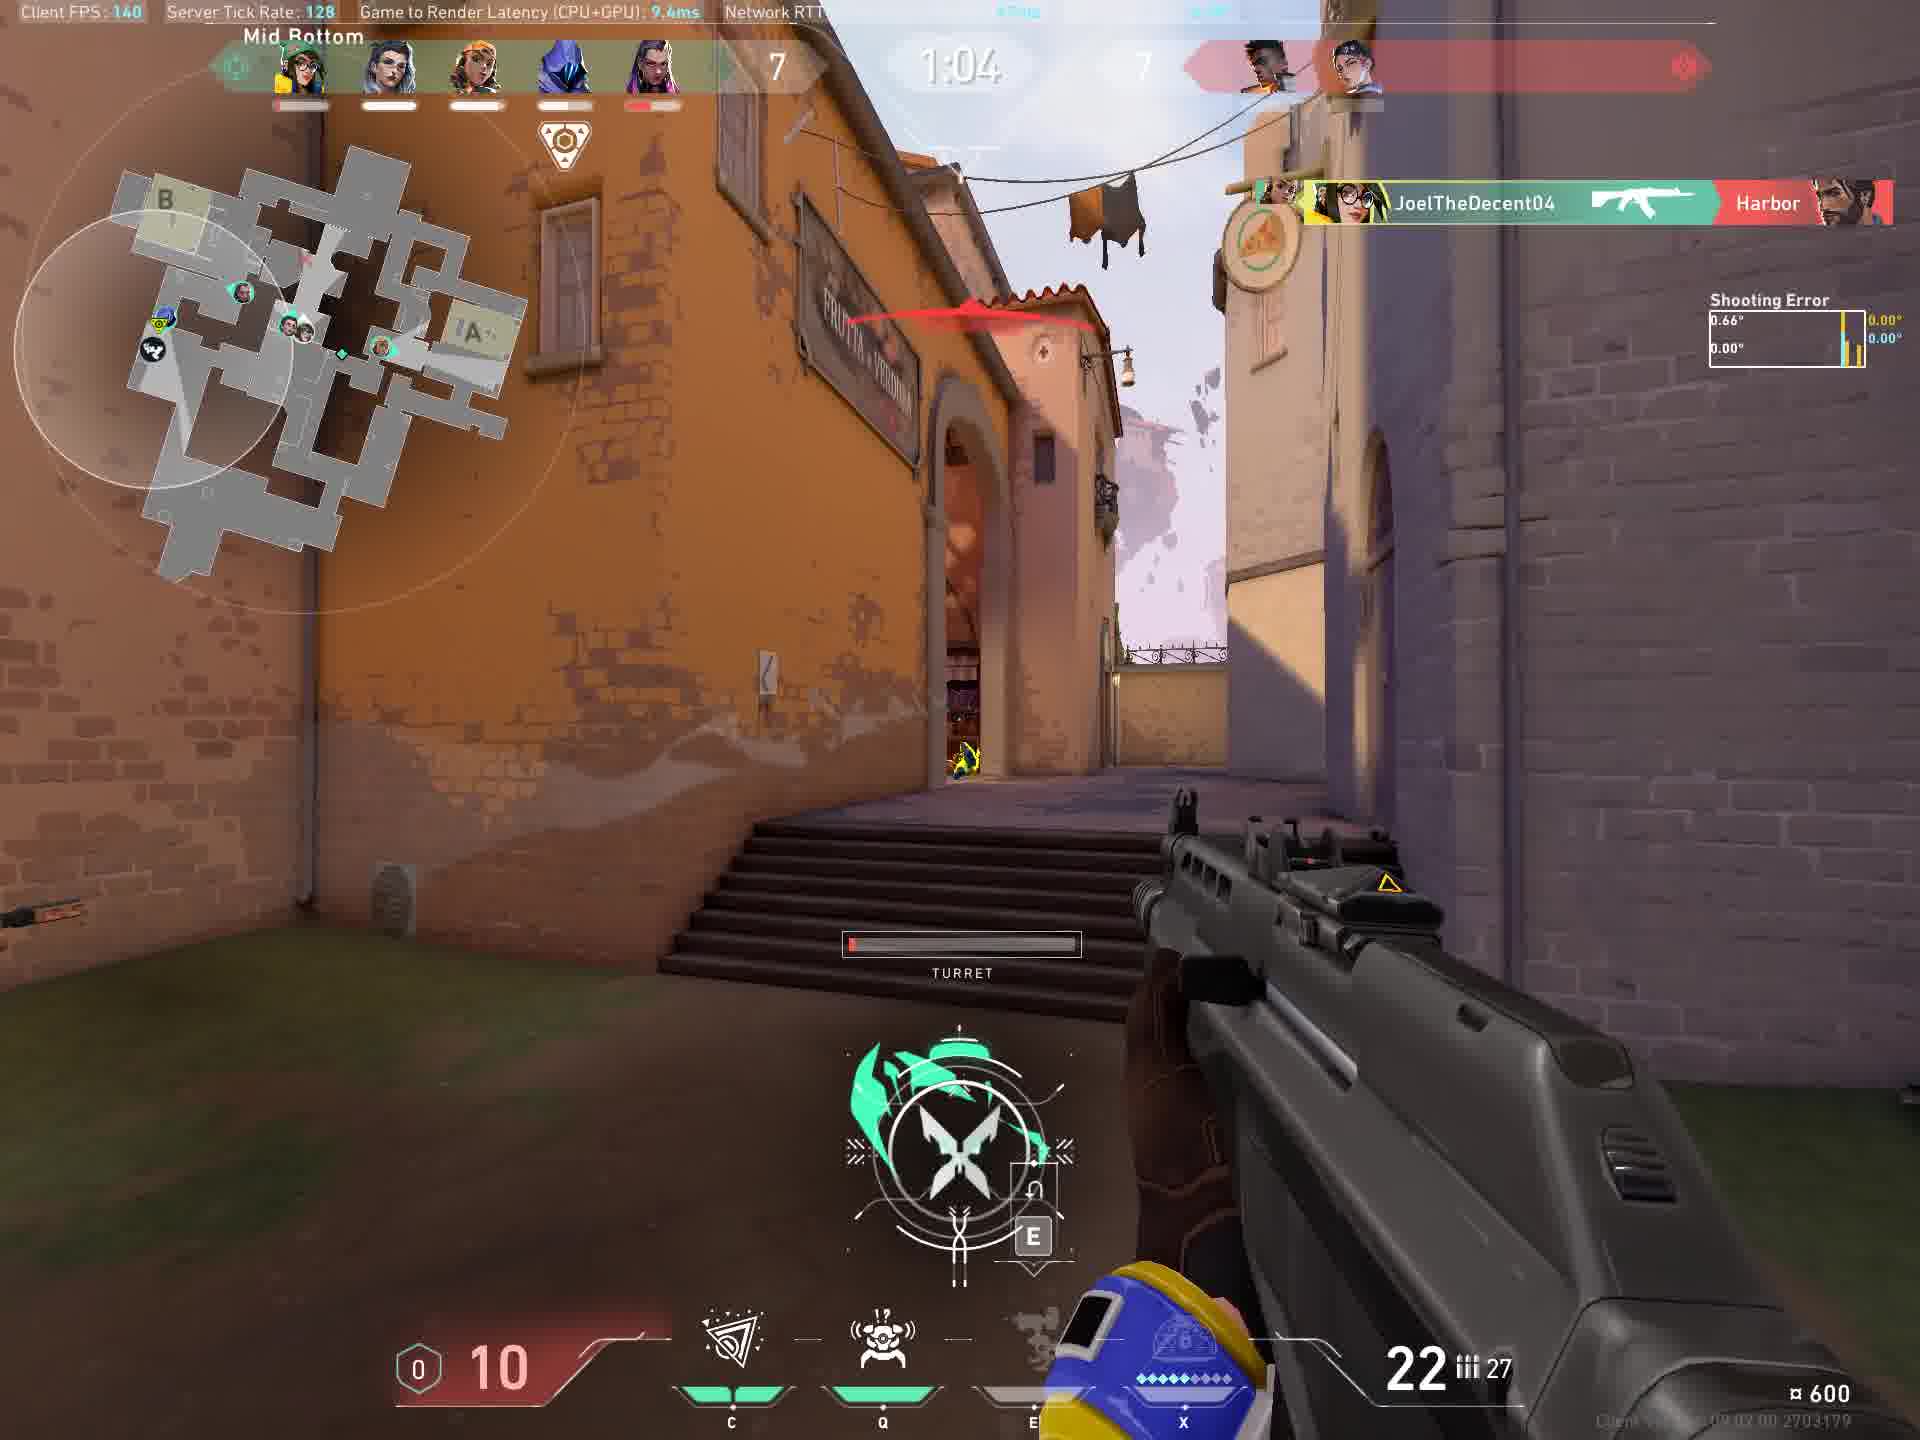 Client FPS: 140 Server Tick Rate: 128 Game to Render Latency (CPU+GPU): 9.4ms Network RTT
Mid Bottom
7 1:04 7
B
A
JoelTheDecent04 Harbor
Shooting Error
0.66° 0.00°
0.00°
0.00°
FRUTTA
TURRET
E
0 10
22 27
¤ 600
C Q E X